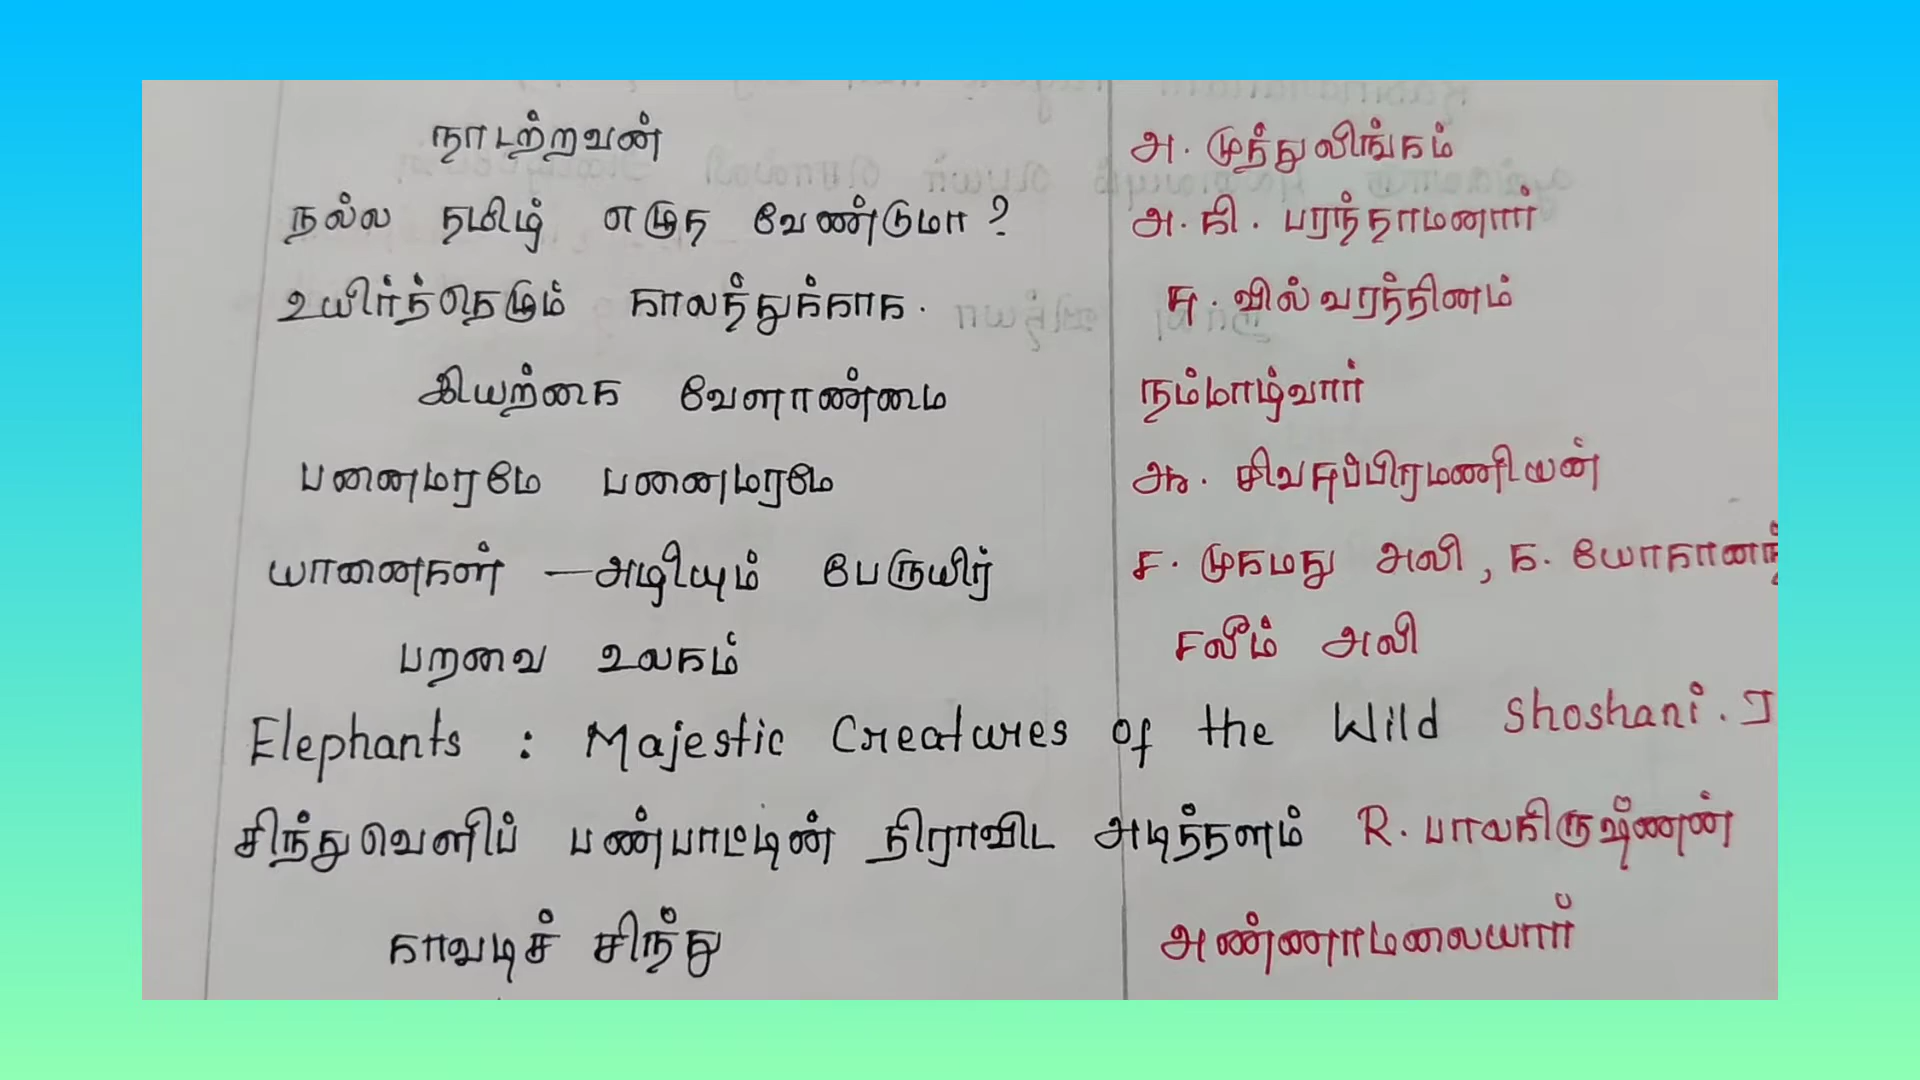 நாடற்றவன் அ. முத்துலிங்கம்
நல்ல தமிழ் எழுத வேண்டுமா? அ. கி. பரந்தாமனார்
உயிர்த்தெழும் காலத்துக்காக. சு. வில்வரத்தினம்
இயற்கை வேளாண்மை நம்மாழ்வார்
பனைமரமே பனைமரமே ஆ. சிவசுப்பிரமணியன்
யானைகள் — அழியும் பேருயிர் ச. முகமது அலி, க. யோகானந்
பறவை உலகம் சலீம் அலி
Elephants : Majestic Creatures of the Wild Shoshani. J
சிந்துவெளிப் பண்பாட்டின் திராவிட அடித்தளம் R. பாலகிருஷ்ணன்
காவடிச் சிந்து அண்ணாமலையார்